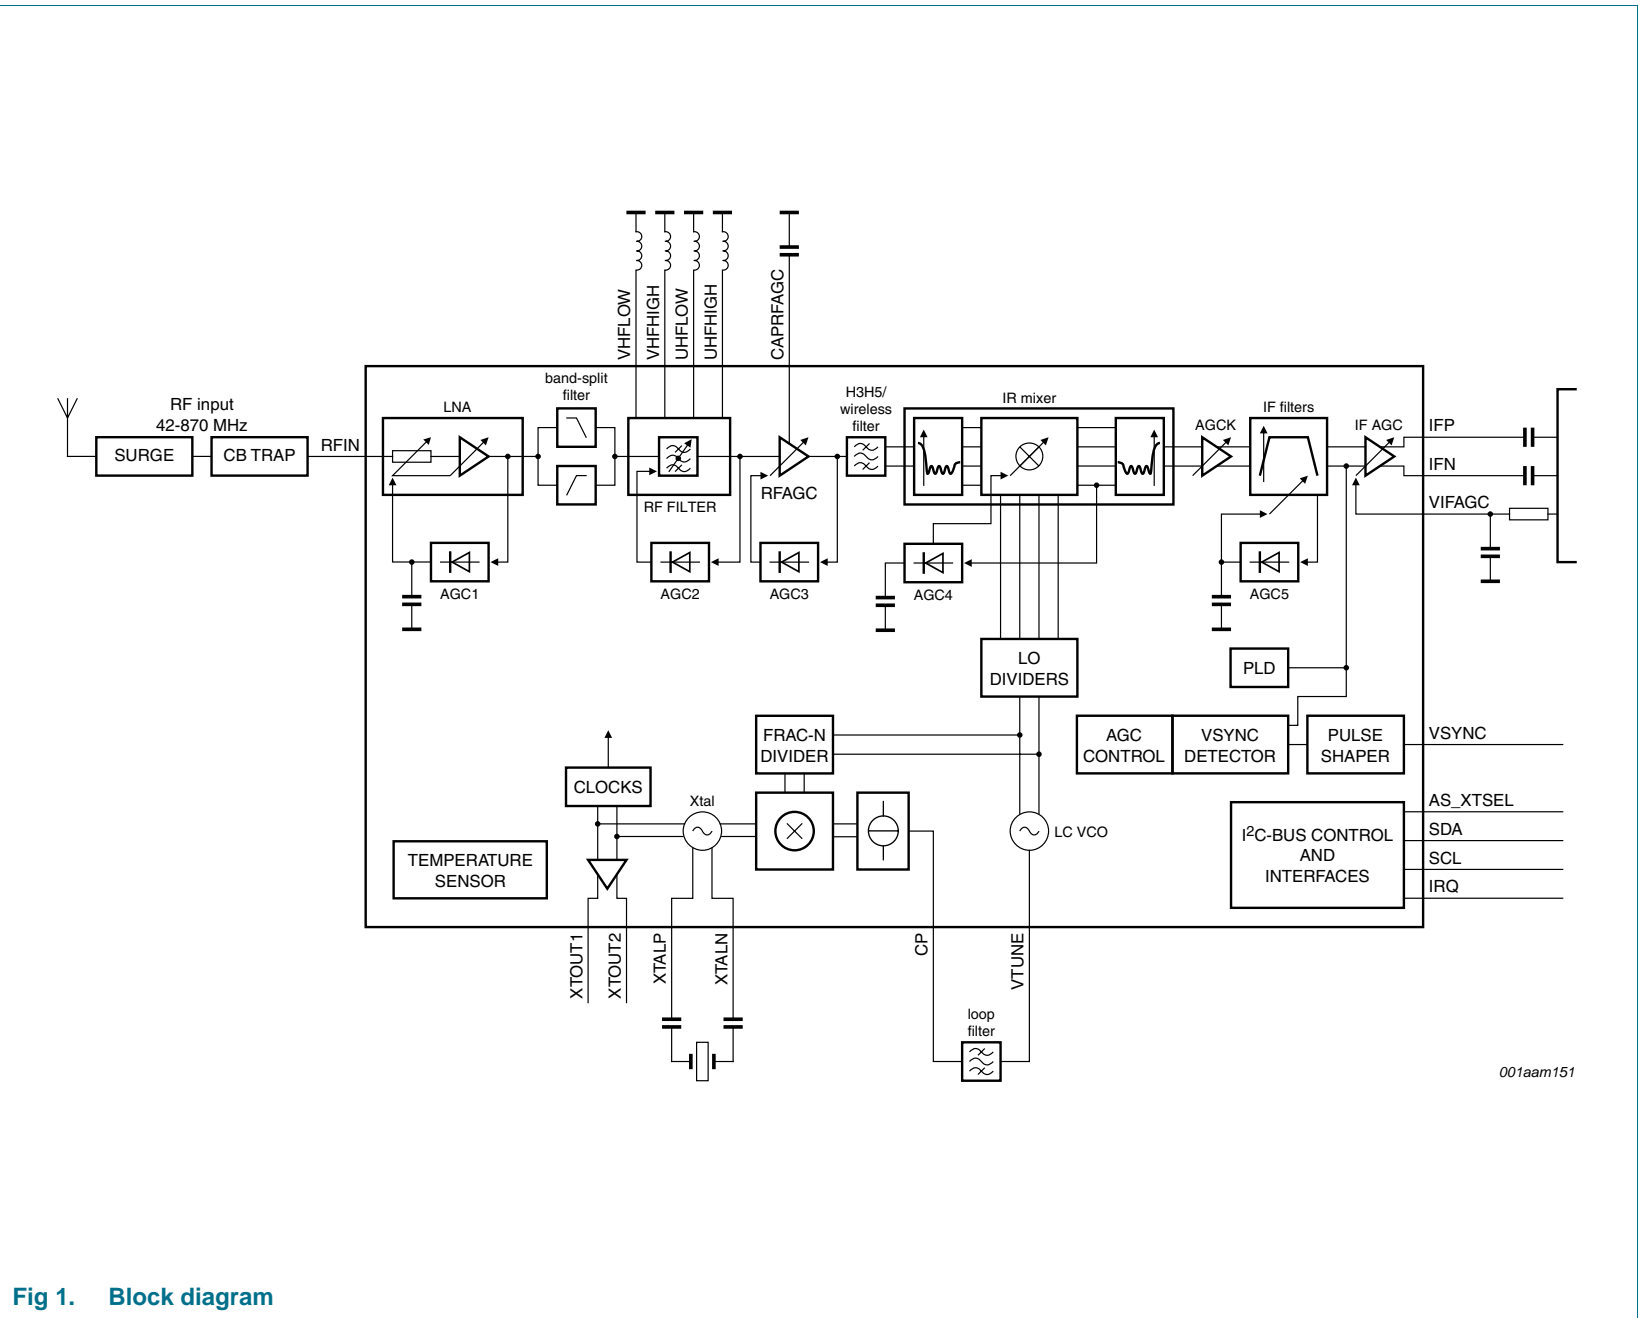 VHFLOW
VHFHIGH
UHFLOW
UHFHIGH
CAPRFAGC
RF input
42-870 MHz
SURGE
CB TRAP
RFIN
LNA
band-split
filter
RF FILTER
RFAGC
H3H5/
wireless
filter
IR mixer
AGCK
IF filters
IF AGC
IFP
IFN
VIFAGC
AGC1
AGC2
AGC3
AGC4
AGC5
LO
DIVIDERS
PLD
FRAC-N
DIVIDER
AGC
CONTROL
VSYNC
DETECTOR
PULSE
SHAPER
VSYNC
CLOCKS
Xtal
LC VCO
TEMPERATURE
SENSOR
I2C-BUS CONTROL
AND
INTERFACES
AS_XTSEL
SDA
SCL
IRQ
XTOUT1
XTOUT2
XTALP
XTALN
CP
VTUNE
loop
filter
001aam151
Fig 1. Block diagram